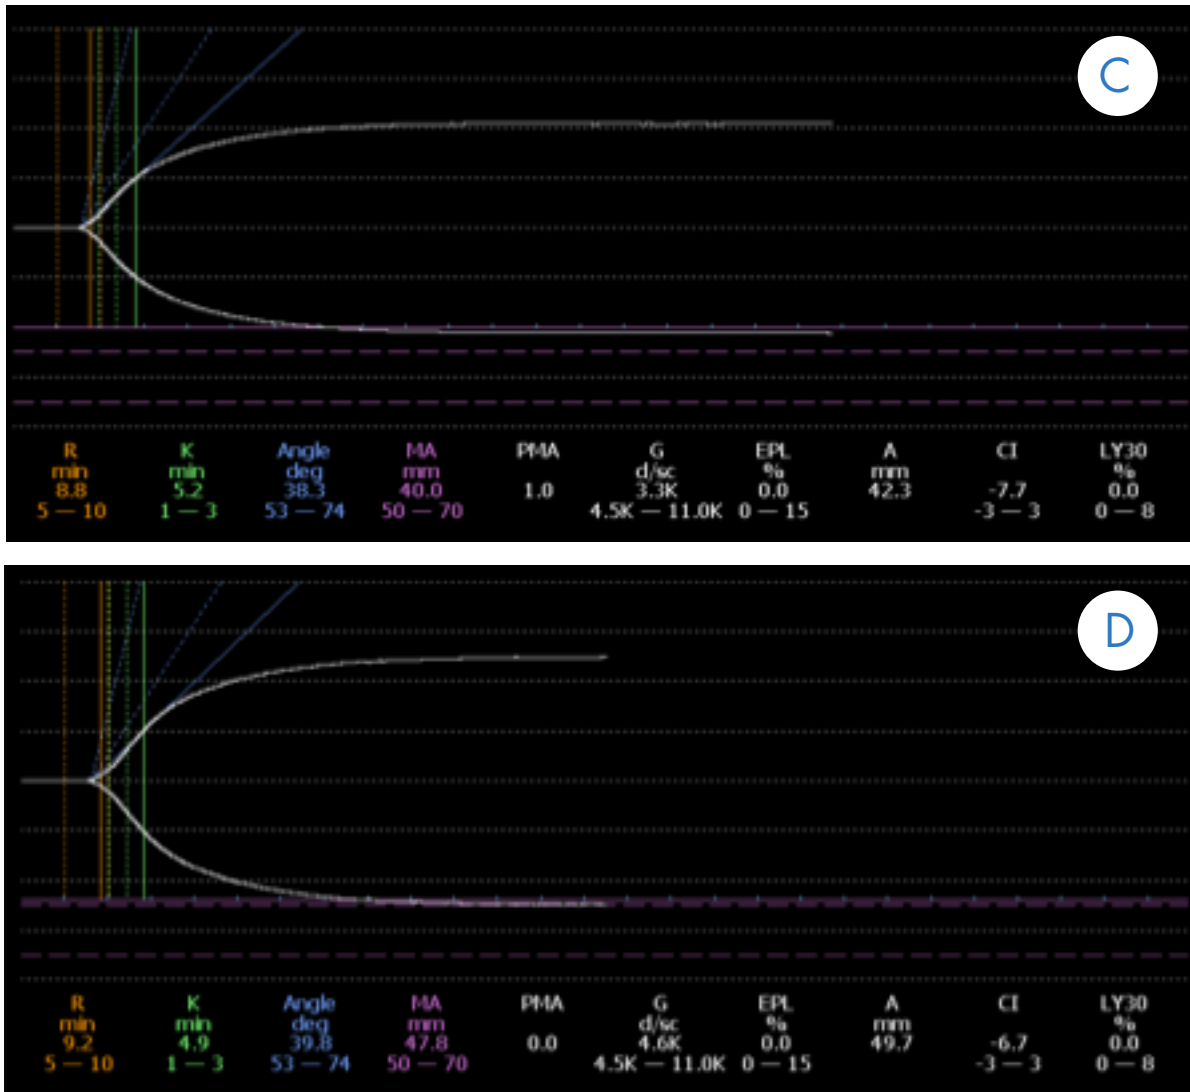 C
R K Angle MA PMA G EPL A CI LY30
min min deg mm d/sc % mm %
8.8 5.2 38.3 40.0 1.0 3.3K 0.0 42.3 -7.7 0.0
5 — 10 1 — 3 53 — 74 50 — 70 4.5K — 11.0K 0 — 15 -3 — 3 0 — 8
D
R K Angle MA PMA G EPL A CI LY30
min min deg mm d/sc % mm %
9.2 4.9 39.8 47.8 0.0 4.6K 0.0 49.7 -6.7 0.0
5 — 10 1 — 3 53 — 74 50 — 70 4.5K — 11.0K 0 — 15 -3 — 3 0 — 8